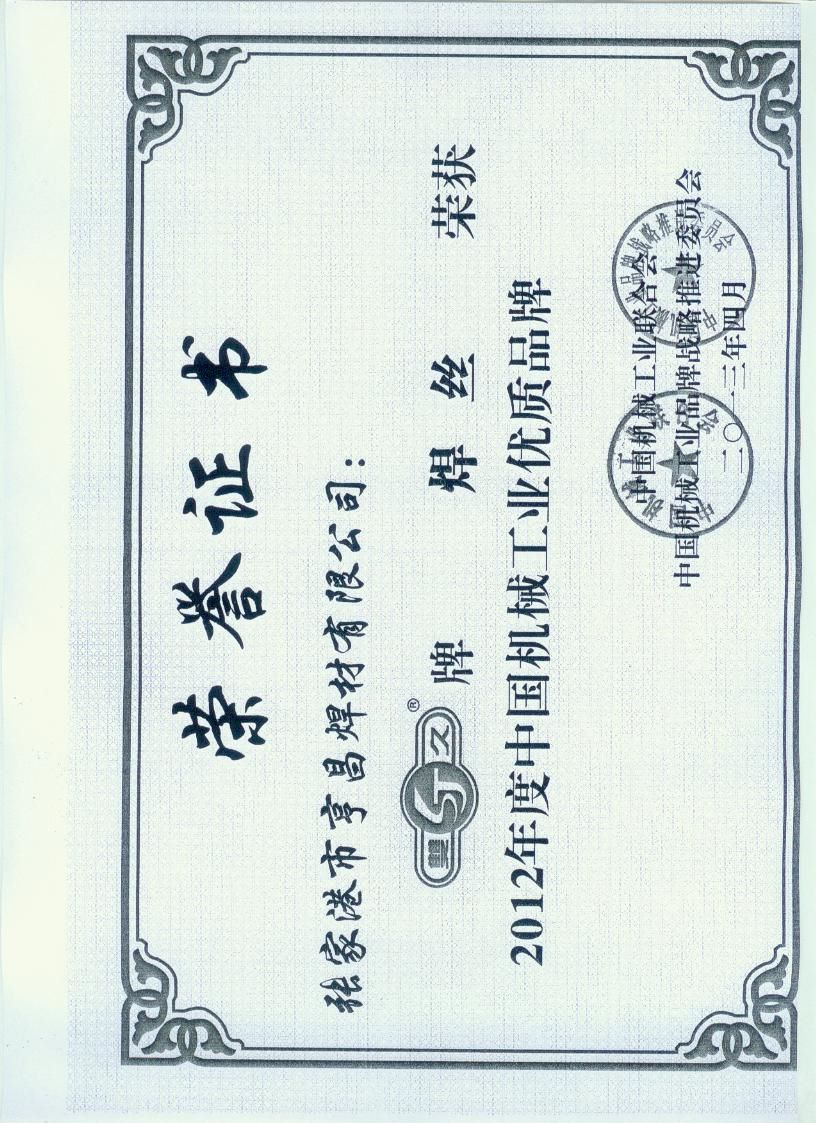 荣誉证书
张家港市亨昌焊材有限公司：
雙 SJ 久 ® 牌 焊丝 荣获
2012年度中国机械工业优质品牌
中国机械工业联合会
中国机械工业品牌战略推进委员会
二〇一三年四月